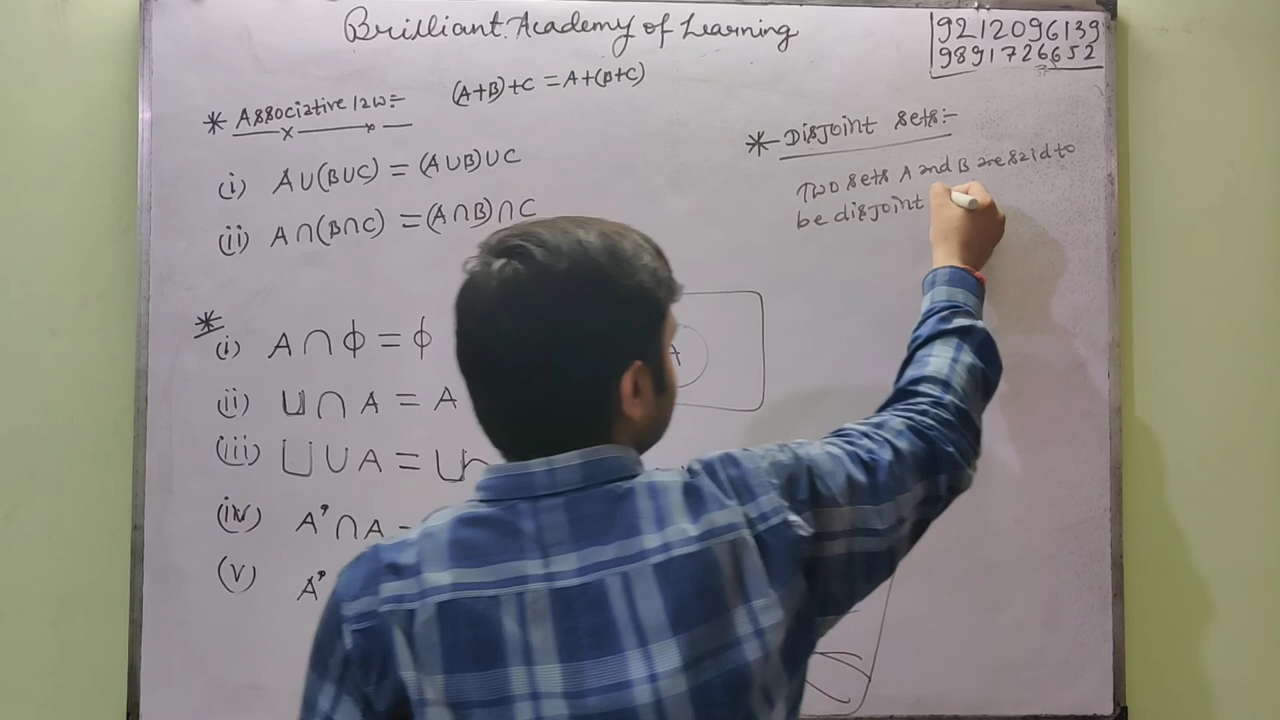 Brilliant Academy of Learning
9212096139
9891726652
* Associative law:-
(A+B)+C = A+(B+C)
(i) A∪(B∪C) = (A∪B)∪C
(ii) A∩(B∩C) = (A∩B)∩C
*
(i) A∩ϕ = ϕ
(ii) U∩A = A
(iii) U∪A = U
(iv) A'∩A =
(v) A'
A
* Disjoint sets:-
Two sets A and B are said to
be disjoint